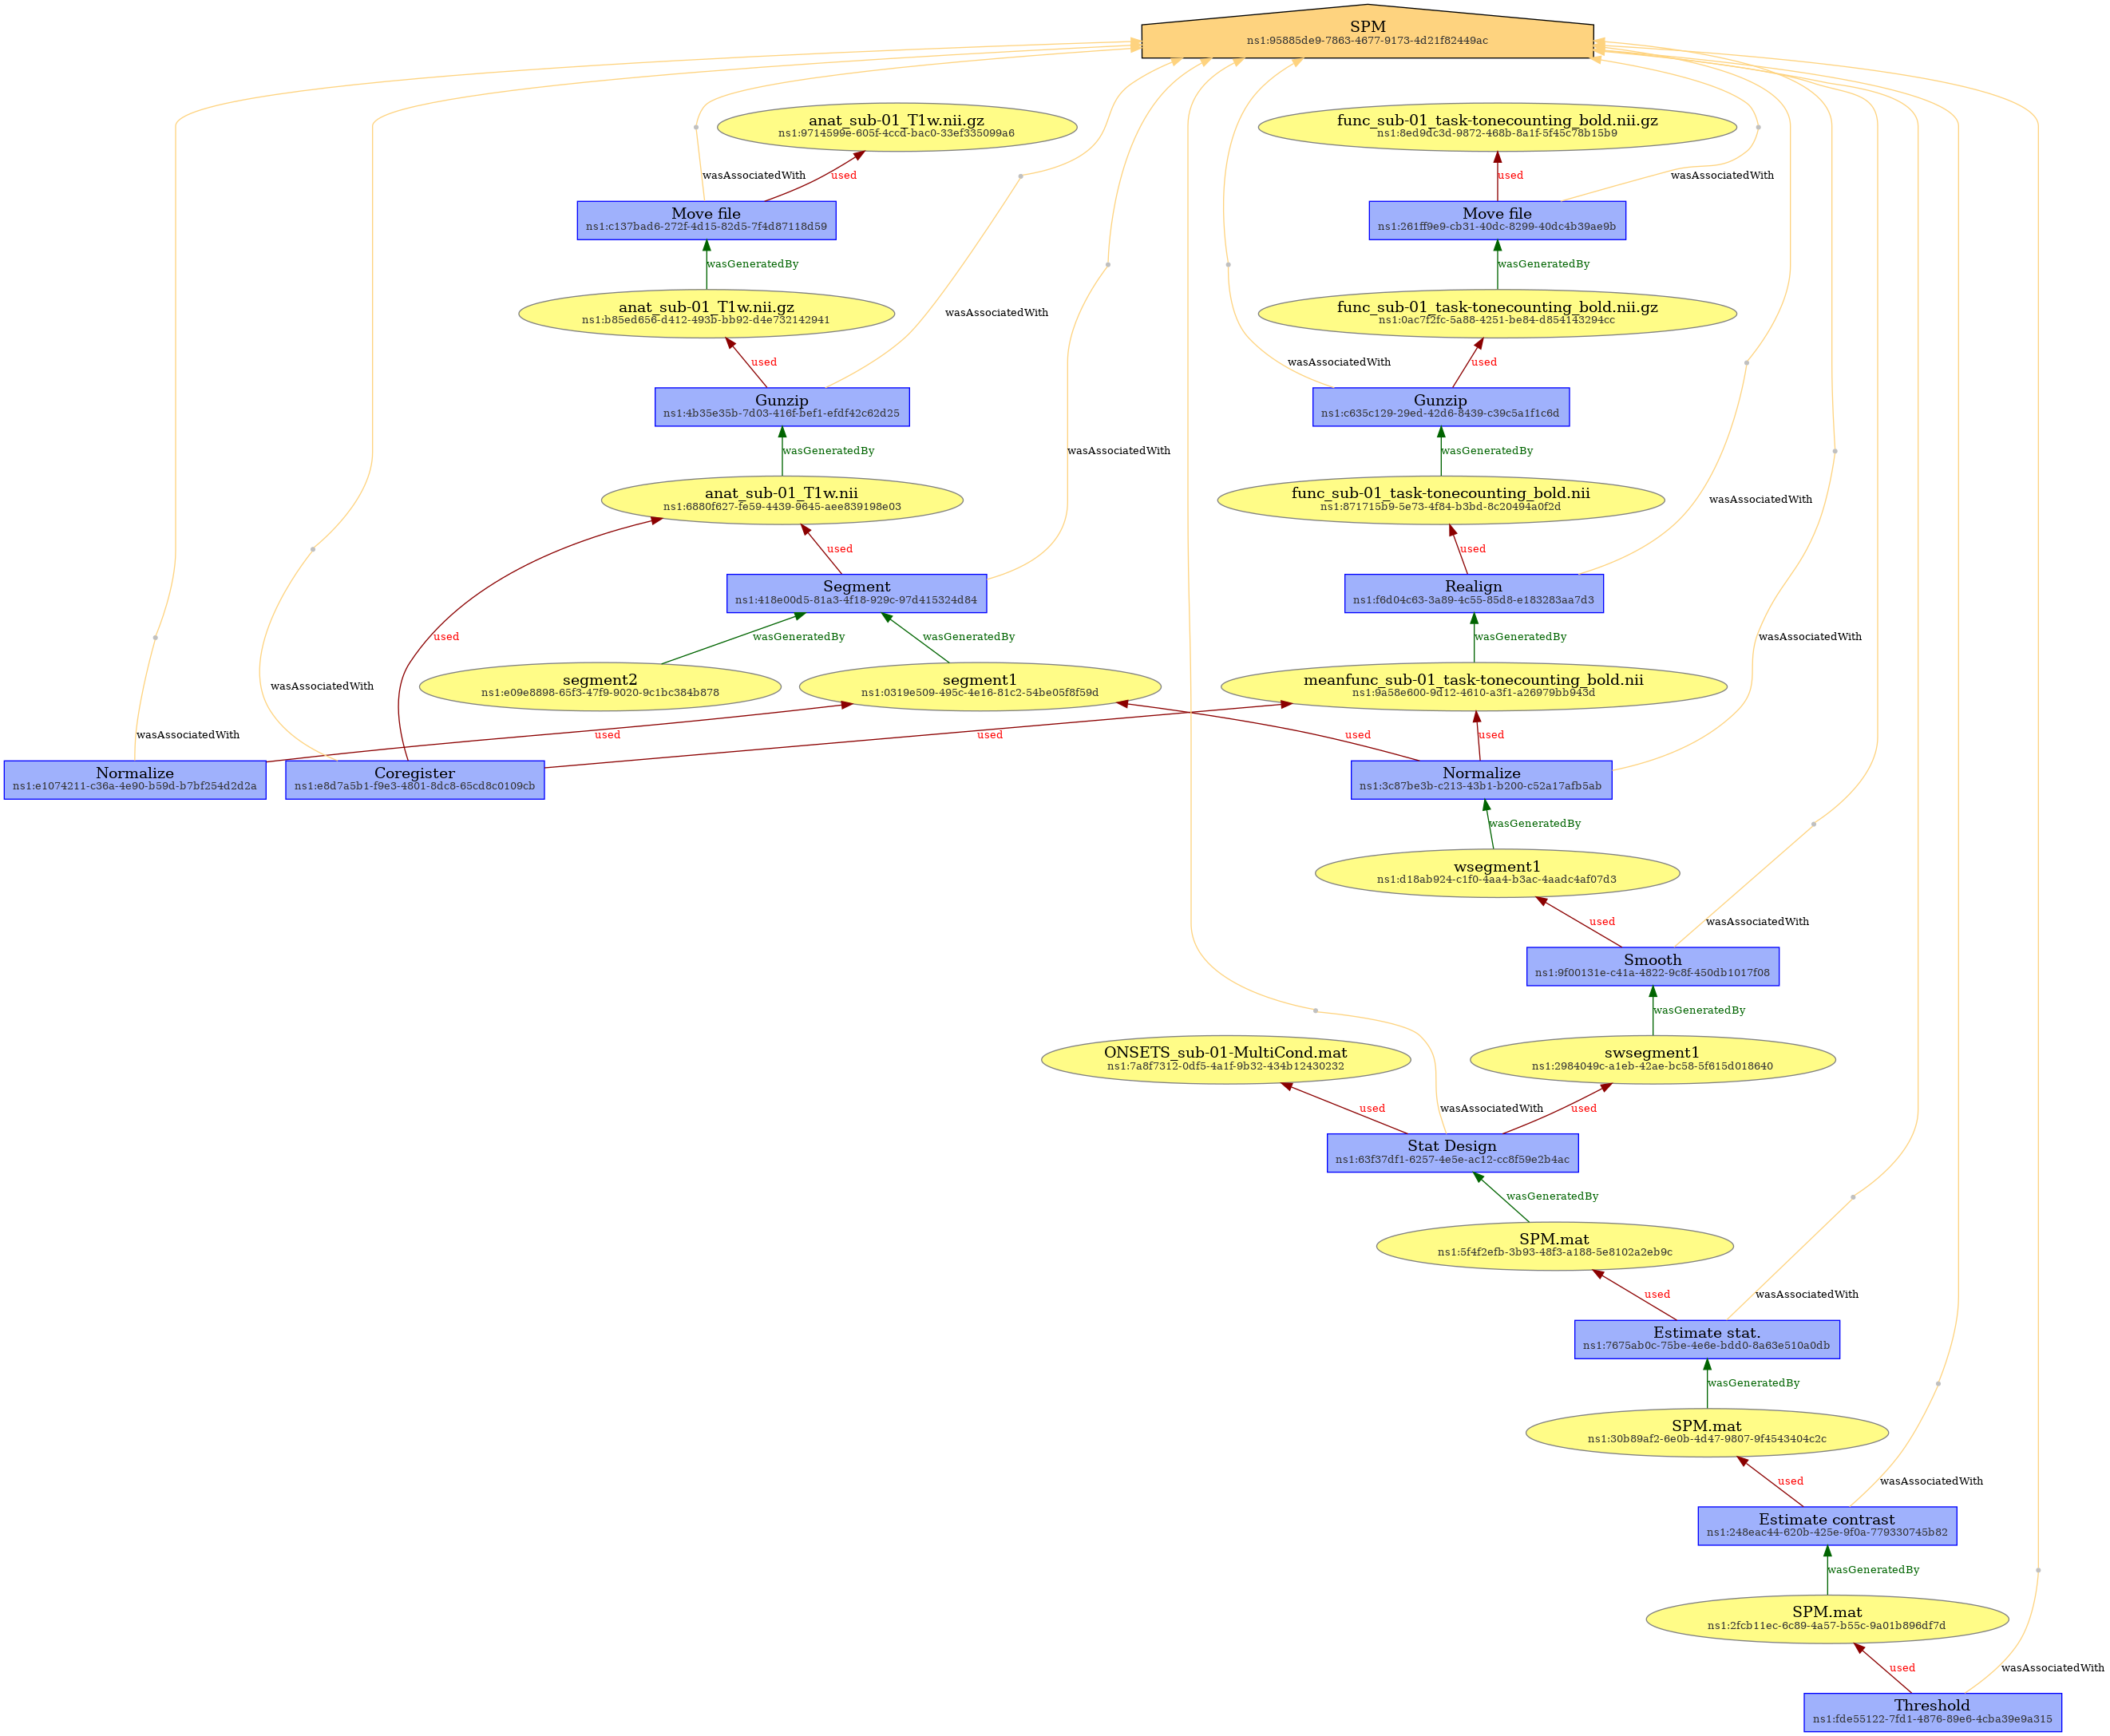 SPM
ns1:95885de9-7863-4677-9173-4d21f82449ac
anat_sub-01_T1w.nii.gz
ns1:9714599e-605f-4ccd-bac0-33ef335099a6
func_sub-01_task-tonecounting_bold.nii.gz
ns1:8ed9dc3d-9872-468b-8a1f-5f45c78b15b9
wasAssociatedWith
used
used
wasAssociatedWith
Move file
ns1:c137bad6-272f-4d15-82d5-7f4d87118d59
Move file
ns1:261ff9e9-cb31-40dc-8299-40dc4b39ae9b
wasGeneratedBy
wasGeneratedBy
anat_sub-01_T1w.nii.gz
ns1:b85ed656-d412-493b-bb92-d4e732142941
wasAssociatedWith
func_sub-01_task-tonecounting_bold.nii.gz
ns1:0ac7f2fc-5a88-4251-be84-d854143294cc
used
wasAssociatedWith
used
Gunzip
ns1:4b35e35b-7d03-416f-bef1-efdf42c62d25
Gunzip
ns1:c635c129-29ed-42d6-8439-c39c5a1f1c6d
wasGeneratedBy
wasAssociatedWith
wasGeneratedBy
anat_sub-01_T1w.nii
ns1:6880f627-fe59-4439-9645-aee839198e03
func_sub-01_task-tonecounting_bold.nii
ns1:871715b9-5e73-4f84-b3bd-8c20494a0f2d
wasAssociatedWith
used
used
Segment
ns1:418e00d5-81a3-4f18-929c-97d415324d84
Realign
ns1:f6d04c63-3a89-4c55-85d8-e183283aa7d3
used
wasGeneratedBy
wasGeneratedBy
wasGeneratedBy
wasAssociatedWith
wasAssociatedWith
segment2
ns1:e09e8898-65f3-47f9-9020-9c1bc384b878
segment1
ns1:0319e509-495c-4e16-81c2-54be05f8f59d
meanfunc_sub-01_task-tonecounting_bold.nii
ns1:9a58e600-9d12-4610-a3f1-a26979bb943d
wasAssociatedWith
used
used
used
used
Normalize
ns1:e1074211-c36a-4e90-b59d-b7bf254d2d2a
Coregister
ns1:e8d7a5b1-f9e3-4801-8dc8-65cd8c0109cb
Normalize
ns1:3c87be3b-c213-43b1-b200-c52a17afb5ab
wasGeneratedBy
wsegment1
ns1:d18ab924-c1f0-4aa4-b3ac-4aadc4af07d3
used
wasAssociatedWith
Smooth
ns1:9f00131e-c41a-4822-9c8f-450db1017f08
wasGeneratedBy
ONSETS_sub-01-MultiCond.mat
ns1:7a8f7312-0df5-4a1f-9b32-434b12430232
swsegment1
ns1:2984049c-a1eb-42ae-bc58-5f615d018640
used
wasAssociatedWith
used
Stat Design
ns1:63f37df1-6257-4e5e-ac12-cc8f59e2b4ac
wasGeneratedBy
SPM.mat
ns1:5f4f2efb-3b93-48f3-a188-5e8102a2eb9c
used
wasAssociatedWith
Estimate stat.
ns1:7675ab0c-75be-4e6e-bdd0-8a63e510a0db
wasGeneratedBy
SPM.mat
ns1:30b89af2-6e0b-4d47-9807-9f4543404c2c
used
wasAssociatedWith
Estimate contrast
ns1:248eac44-620b-425e-9f0a-779330745b82
wasGeneratedBy
SPM.mat
ns1:2fcb11ec-6c89-4a57-b55c-9a01b896df7d
used
wasAssociatedWith
Threshold
ns1:fde55122-7fd1-4876-89e6-4cba39e9a315